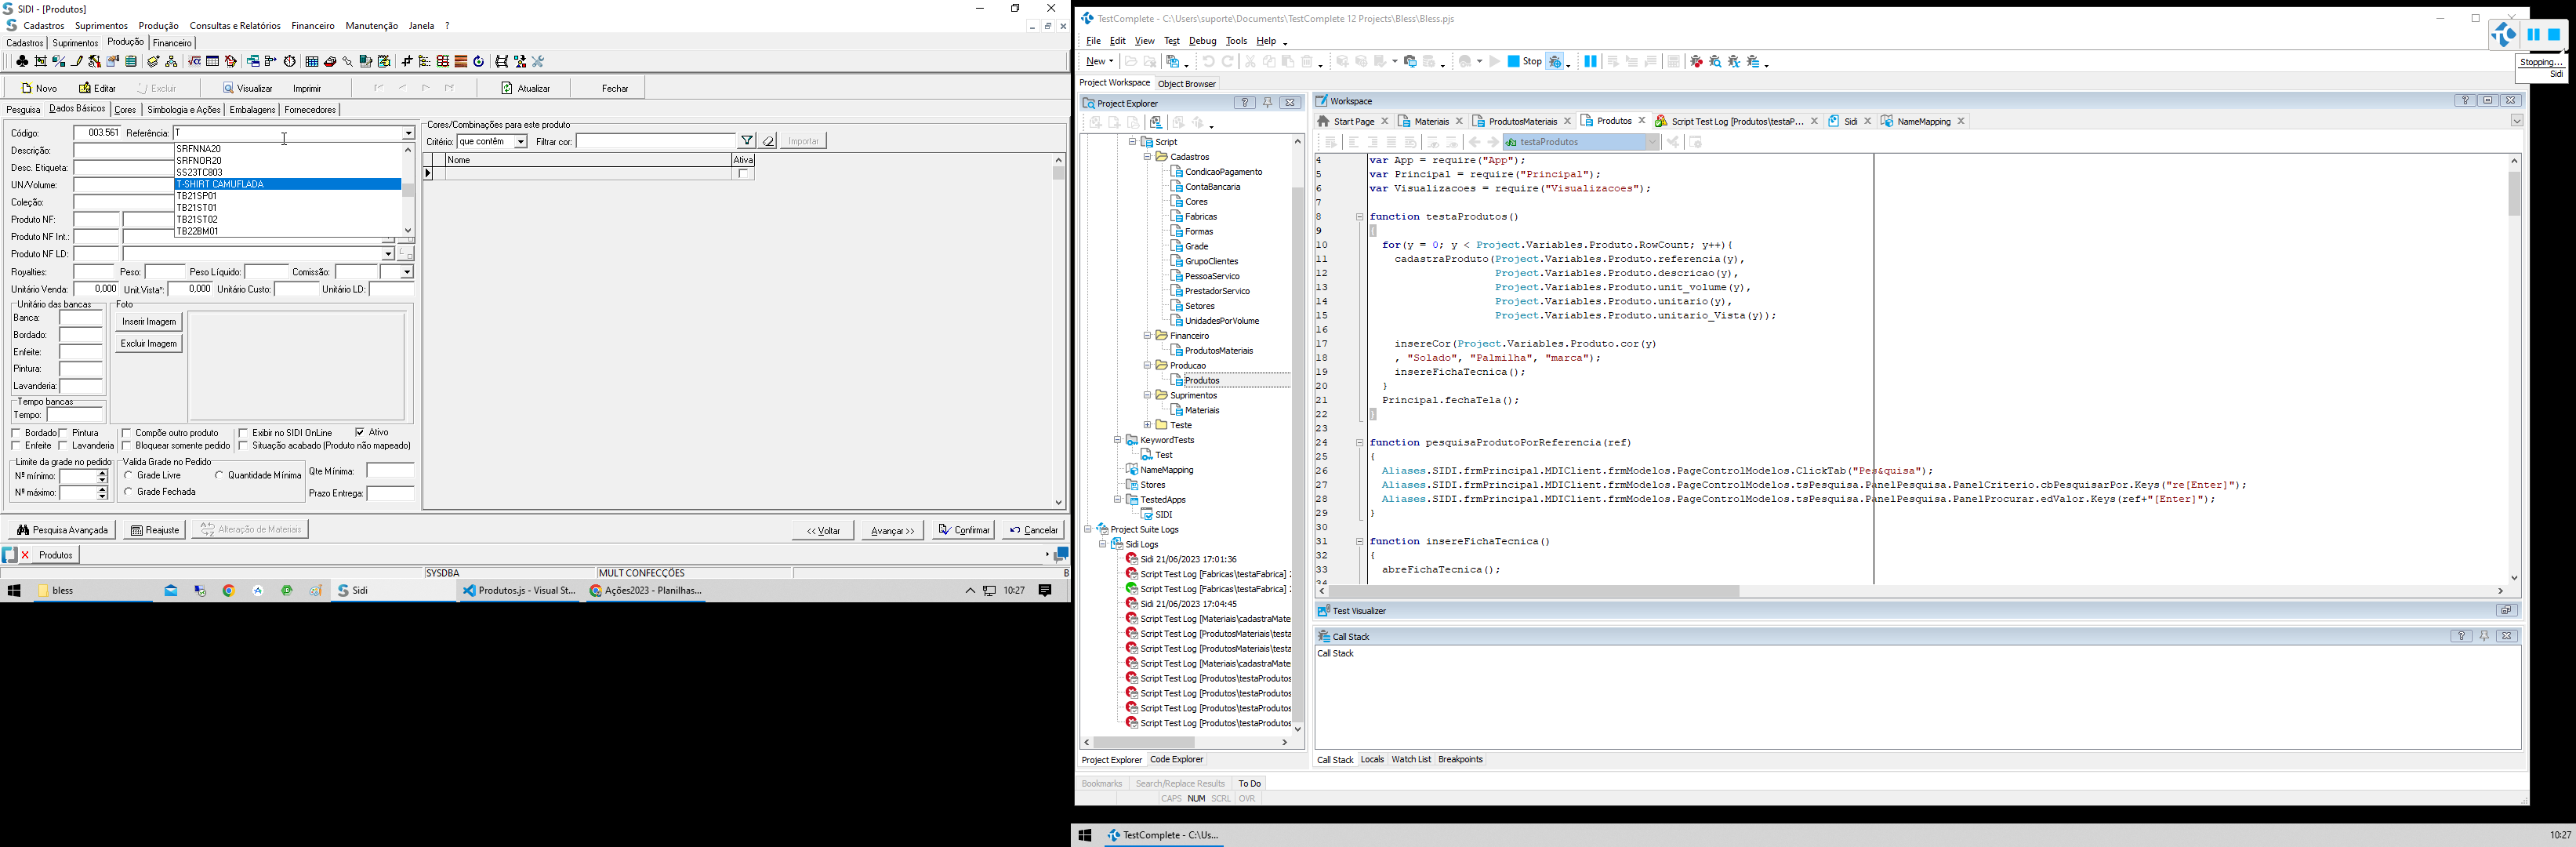 SIDI - [Produtos]
Cadastros Suprimentos Produção Consultas e Relatórios Financeiro Manutenção Janela ?
Cadastros Suprimentos Produção Financeiro
Novo Editar Excluir Visualizar Imprimir Atualizar Fechar
Pesquisa Dados Básicos Cores Simbologia e Ações Embalagens Fornecedores
Código: 003.561 Referência: T
SRFNNA20
SRFNOR20
SS23TC803
T-SHIRT CAMUFLADA
TB21SP01
TB21ST01
TB21ST02
TB22BM01
Descrição:
Desc. Etiqueta:
UN/Volume:
Coleção:
Produto NF:
Produto NF Int.:
Produto NF LD:
Royalties: Peso: Peso Líquido: Comissão:
Unitário Venda: 0,000 Unit.Vista*: 0,000 Unitário Custo: Unitário LD:
Unitário das bancas Foto
Banca: Inserir Imagem
Bordado:
Enfeite: Excluir Imagem
Pintura:
Lavanderia:
Tempo bancas
Tempo:
Bordado Pintura Compõe outro produto Exibir no SIDI OnLine Ativo
Enfeite Lavanderia Bloquear somente pedido Situação acabado (Produto não mapeado)
Limite da grade no pedido Valida Grade no Pedido Qte Mínima:
Nº mínimo: Grade Livre Quantidade Mínima
Nº máximo: Grade Fechada Prazo Entrega:
Cores/Combinações para este produto
Critério: que contêm Filtrar cor: Importar
Nome Ativa
Pesquisa Avançada Reajuste Alteração de Materiais << Voltar Avançar >> Confirmar Cancelar
Produtos
SYSDBA MULT CONFECÇÕES B
bless Sidi Produtos.js - Visual St... Ações2023 - Planilhas... 10:27
TestComplete - C:\Users\suporte\Documents\TestComplete 12 Projects\Bless\Bless.pjs
File Edit View Test Debug Tools Help
New Stop
Stopping...
Sidi
Project Workspace Object Browser
Project Explorer
Script
Cadastros
CondicaoPagamento
ContaBancaria
Cores
Fabricas
Formas
Grade
GrupoClientes
PessoaServico
PrestadorServico
Setores
UnidadesPorVolume
Financeiro
ProdutosMateriais
Producao
Produtos
Suprimentos
Materiais
Teste
KeywordTests
Test
NameMapping
Stores
TestedApps
SIDI
Project Suite Logs
Sidi Logs
Sidi 21/06/2023 17:01:36
Script Test Log [Fabricas\testaFabrica] 2
Script Test Log [Fabricas\testaFabrica] 2
Sidi 21/06/2023 17:04:45
Script Test Log [Materiais\cadastraMate
Script Test Log [ProdutosMateriais\testa
Script Test Log [ProdutosMateriais\testa
Script Test Log [Materiais\cadastraMate
Script Test Log [Produtos\testaProdutos
Script Test Log [Produtos\testaProdutos
Script Test Log [Produtos\testaProdutos
Script Test Log [Produtos\testaProdutos
Project Explorer Code Explorer
Workspace
Start Page Materiais ProdutosMateriais Produtos Script Test Log [Produtos\testaP... Sidi NameMapping
testaProdutos
4 var App = require("App");
5 var Principal = require("Principal");
6 var Visualizacoes = require("Visualizacoes");
7
8 function testaProdutos()
9 {
10 for(y = 0; y < Project.Variables.Produto.RowCount; y++){
11 cadastraProduto(Project.Variables.Produto.referencia(y),
12 Project.Variables.Produto.descricao(y),
13 Project.Variables.Produto.unit_volume(y),
14 Project.Variables.Produto.unitario(y),
15 Project.Variables.Produto.unitario_Vista(y));
16
17 insereCor(Project.Variables.Produto.cor(y)
18 , "Solado", "Palmilha", "marca");
19 insereFichaTecnica();
20 }
21 Principal.fechaTela();
22 }
23
24 function pesquisaProdutoPorReferencia(ref)
25 {
26 Aliases.SIDI.frmPrincipal.MDIClient.frmModelos.PageControlModelos.ClickTab("Pes&quisa");
27 Aliases.SIDI.frmPrincipal.MDIClient.frmModelos.PageControlModelos.tsPesquisa.PanelPesquisa.PanelCriterio.cbPesquisarPor.Keys("re[Enter]");
28 Aliases.SIDI.frmPrincipal.MDIClient.frmModelos.PageControlModelos.tsPesquisa.PanelPesquisa.PanelProcurar.edValor.Keys(ref+"[Enter]");
29 }
30
31 function insereFichaTecnica()
32 {
33 abreFichaTecnica();
34
Test Visualizer
Call Stack
Call Stack
Call Stack Locals Watch List Breakpoints
Bookmarks Search/Replace Results To Do
CAPS NUM SCRL OVR
TestComplete - C:\Us... 10:27